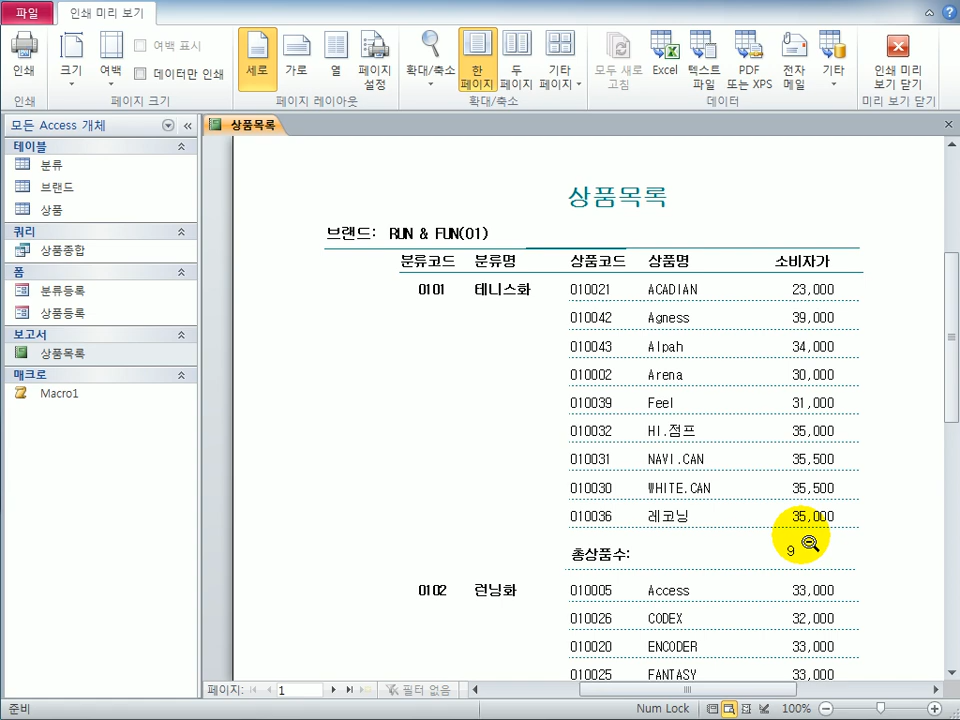 파일 인쇄 미리 보기
인쇄 크기 여백 여백 표시 데이터만 인쇄 세로 가로 열 페이지 설정 확대/축소 한 페이지 두 페이지 기타 페이지 모두 새로 고침 Excel 텍스트 파일 PDF 또는 XPS 전자 메일 기타 인쇄 미리 보기 닫기
인쇄 페이지 크기 페이지 레이아웃 확대/축소 데이터 미리 보기 닫기
모든 Access 개체
테이블
분류
브랜드
상품
쿼리
상품종합
폼
분류등록
상품등록
보고서
상품목록
매크로
Macro1
상품목록
상품목록
브랜드: RUN & FUN(01)
분류코드 분류명 상품코드 상품명 소비자가
0101 테니스화 010021 ACADIAN 23,000
010042 Agness 39,000
010043 Alpah 34,000
010002 Arena 30,000
010039 Feel 31,000
010032 HI.점프 35,000
010031 NAVI.CAN 35,500
010030 WHITE.CAN 35,500
010036 레코닝 35,000
총상품수: 9
0102 런닝화 010005 Access 33,000
010026 CODEX 32,000
010020 ENCODER 33,000
010025 FANTASY 33,000
페이지: 1 필터 없음
준비 Num Lock 100%